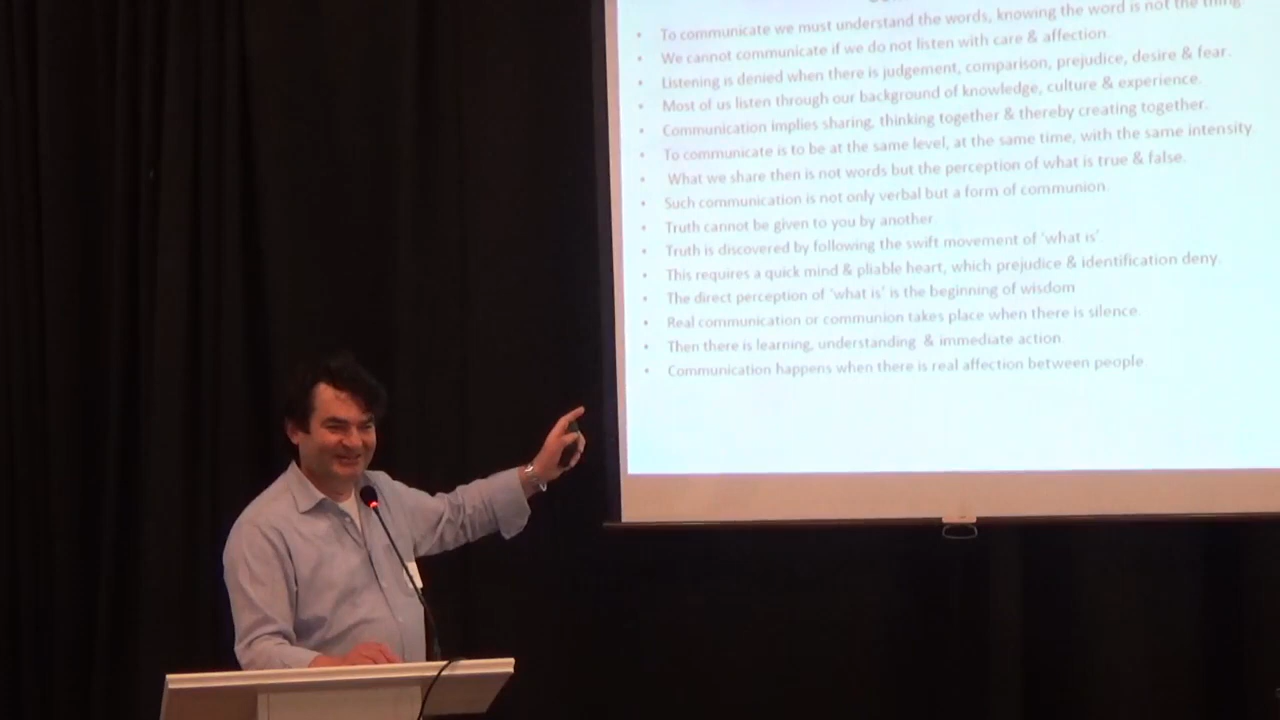 • To communicate we must understand the words, knowing the word is not the thing.
• We cannot communicate if we do not listen with care & affection.
• Listening is denied when there is judgement, comparison, prejudice, desire & fear.
• Most of us listen through our background of knowledge, culture & experience.
• Communication implies sharing, thinking together & thereby creating together.
• To communicate is to be at the same level, at the same time, with the same intensity
• What we share then is not words but the perception of what is true & false.
• Such communication is not only verbal but a form of communion
• Truth cannot be given to you by another
• Truth is discovered by following the swift movement of 'what is'
• This requires a quick mind & pliable heart, which prejudice & identification deny.
• The direct perception of 'what is' is the beginning of wisdom
• Real communication or communion takes place when there is silence.
• Then there is learning, understanding & immediate action
• Communication happens when there is real affection between people